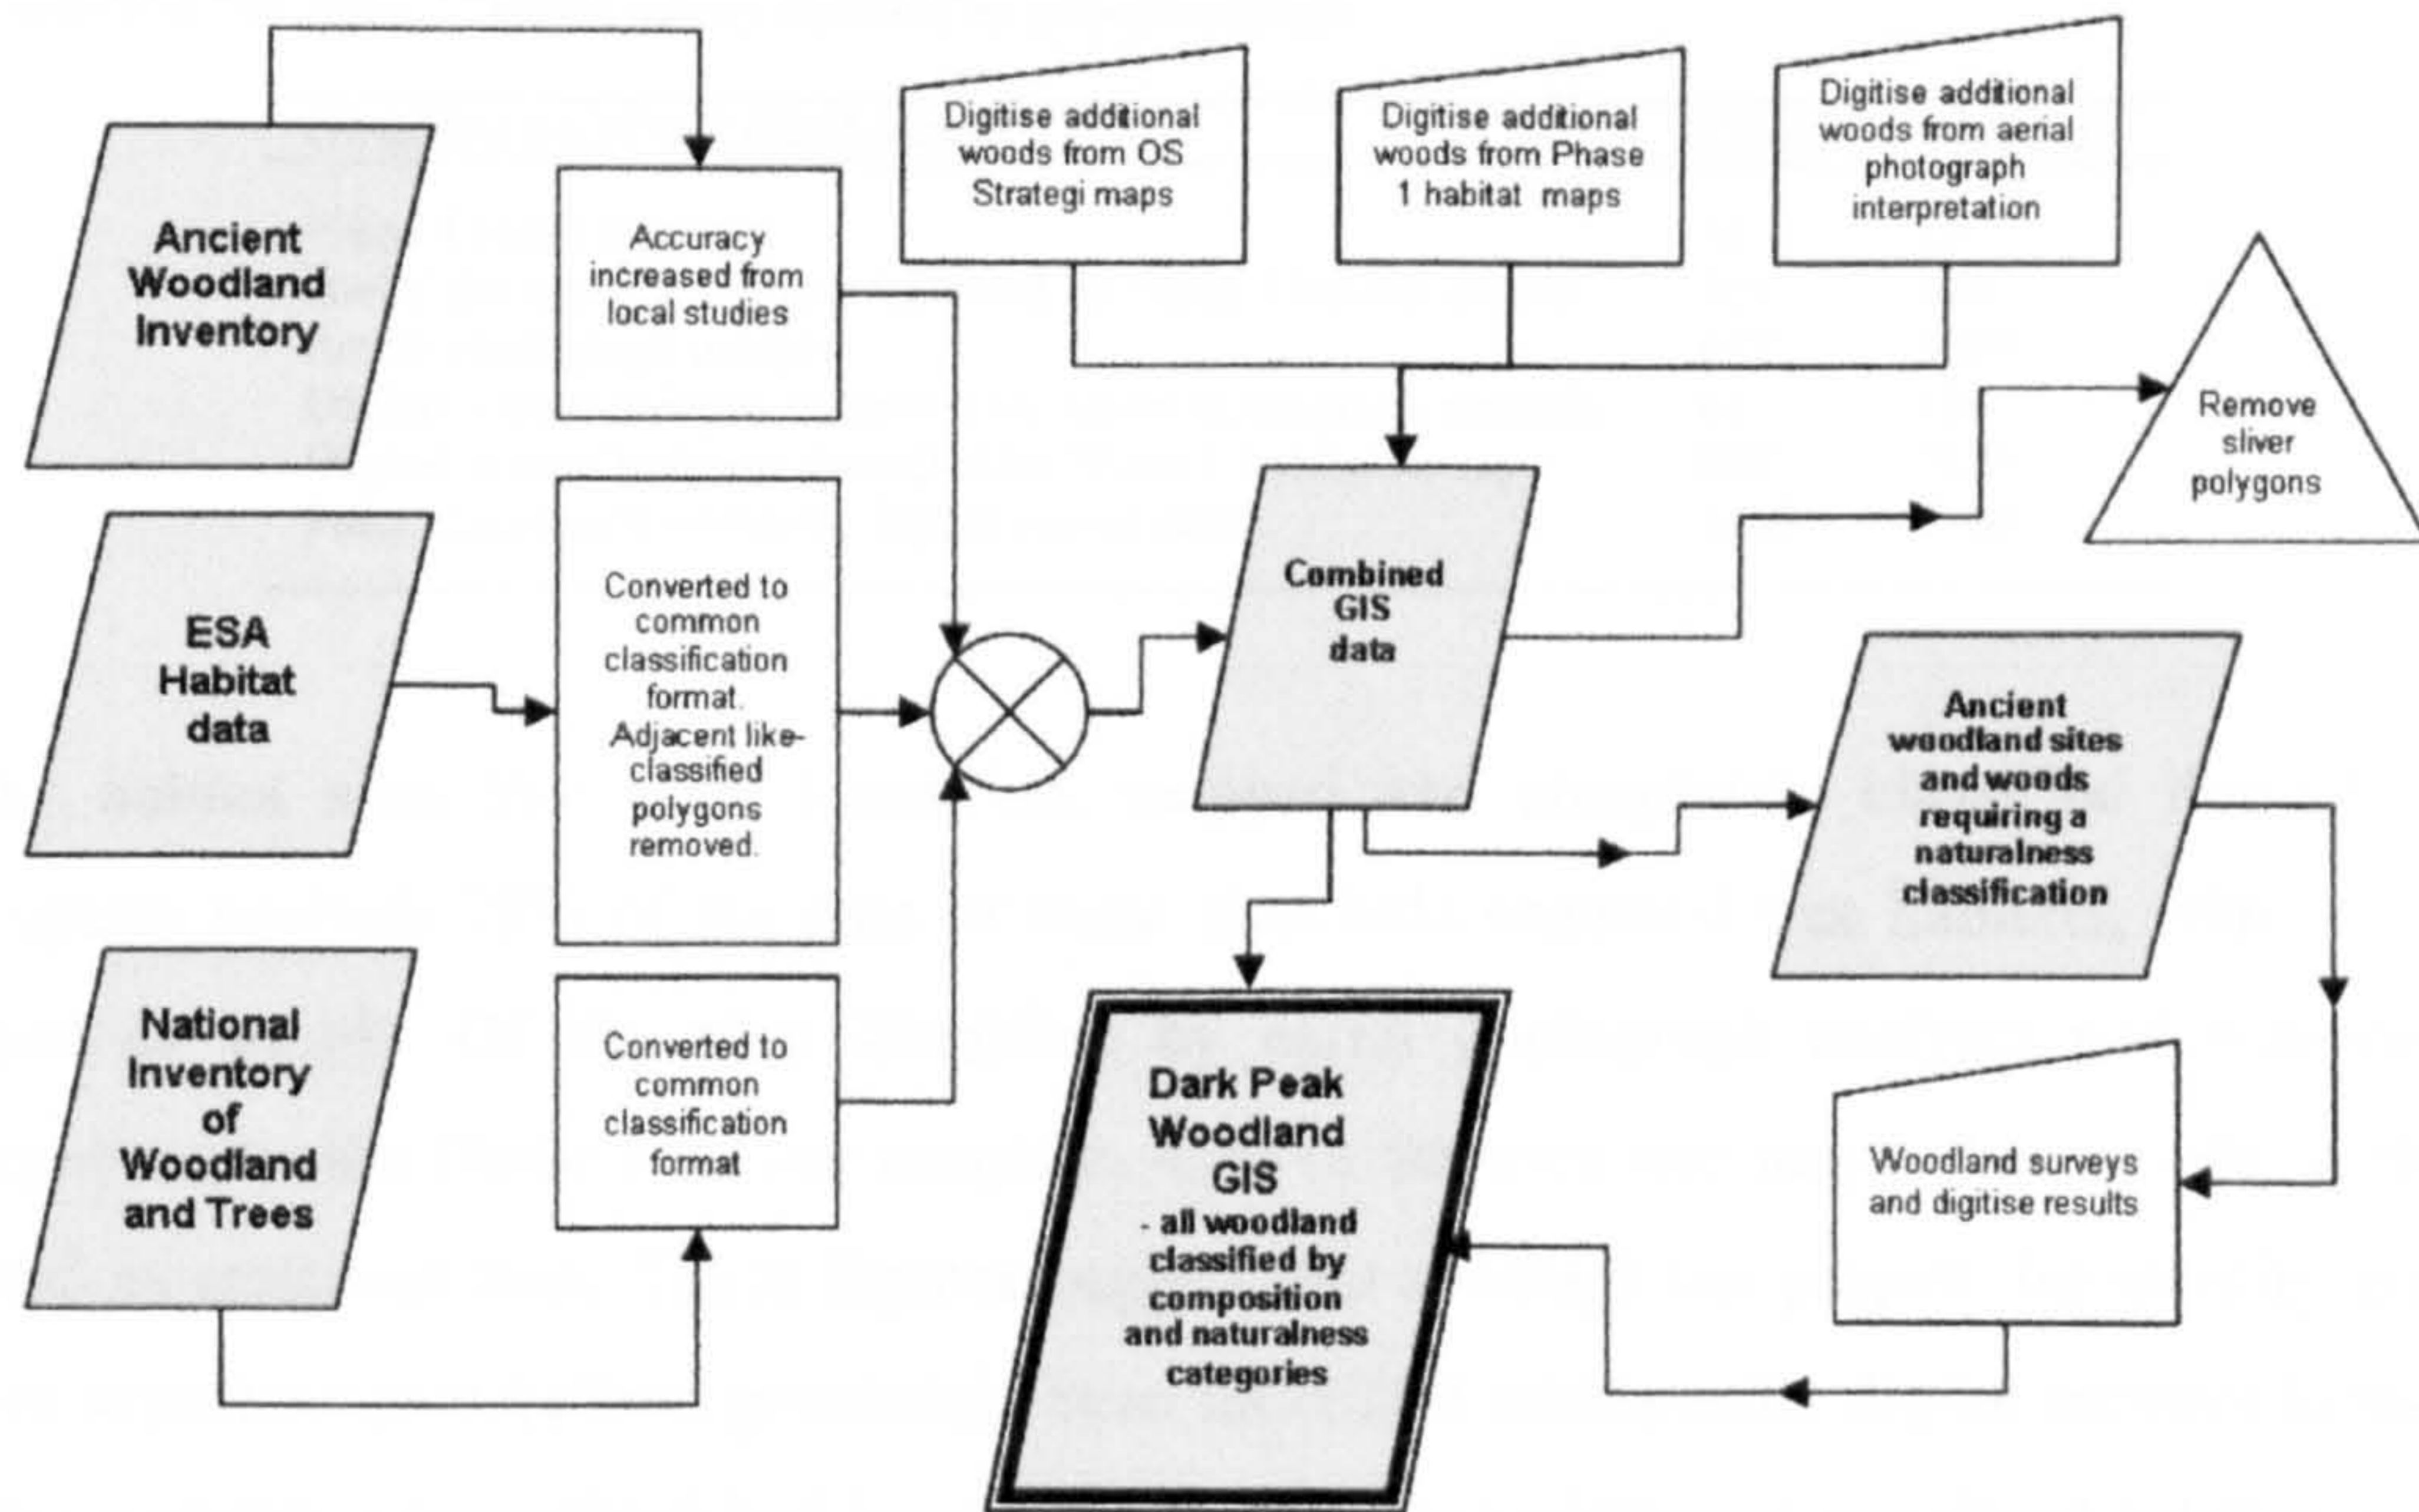 Ancient
Woodland
Inventory
Accuracy
increased from
local studies
Digitise additional
woods from OS
Strategi maps
Digitise additional
woods from Phase
1 habitat maps
Digitise additional
woods from aerial
photograph
interpretation
Remove
sliver
polygons
ESA
Habitat
data
Converted to
common
classification
format.
Adjacent like-
classified
polygons
removed.
Combined
GIS
data
Ancient
woodland sites
and woods
requiring a
naturalness
classification
National
Inventory
of
Woodland
and Trees
Converted to
common
classification
format
Dark Peak
Woodland
GIS
- all woodland
classified by
composition
and naturalness
categories
Woodland surveys
and digitise results